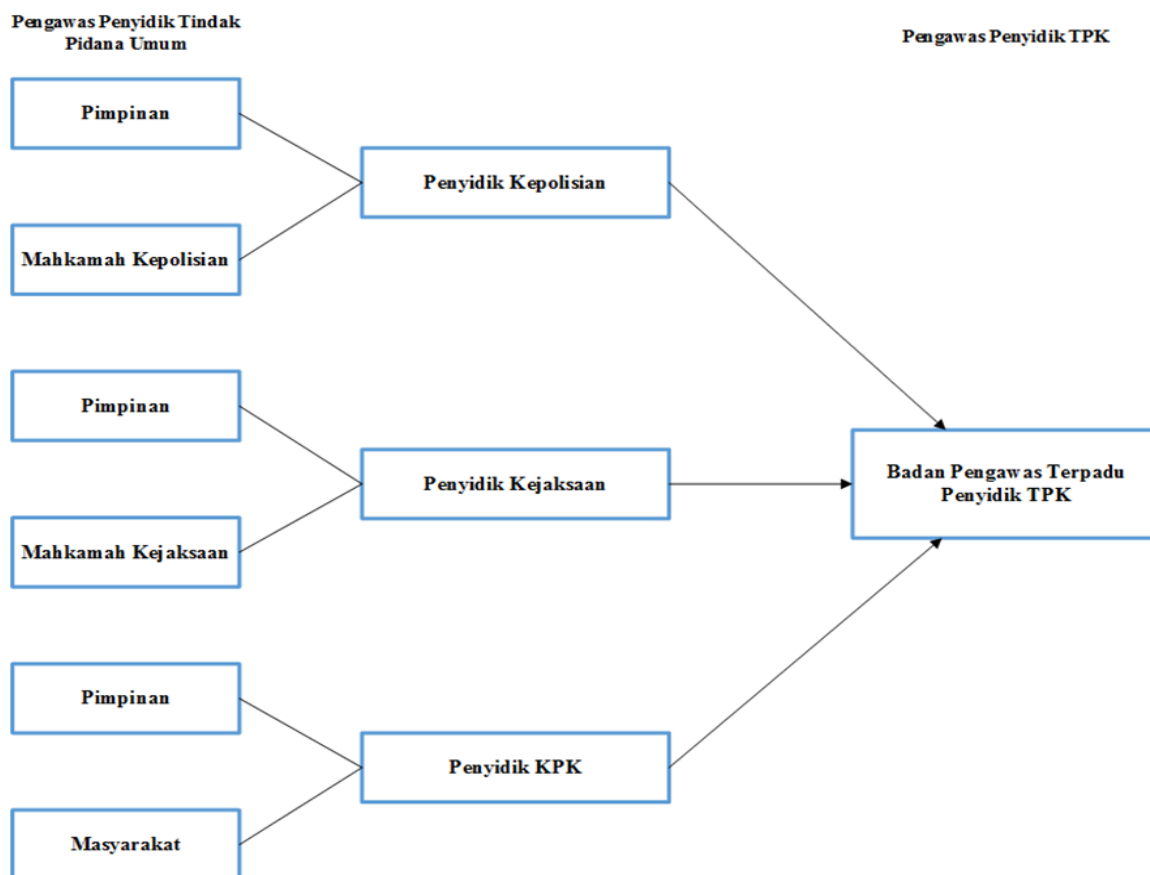 Pengawas Penyidik Tindak
Pidana Umum
Pengawas Penyidik TPK
Pimpinan
Penyidik Kepolisian
Mahkamah Kepolisian
Pimpinan
Penyidik Kejaksaan
Mahkamah Kejaksaan
Badan Pengawas Terpadu
Penyidik TPK
Pimpinan
Penyidik KPK
Masyarakat